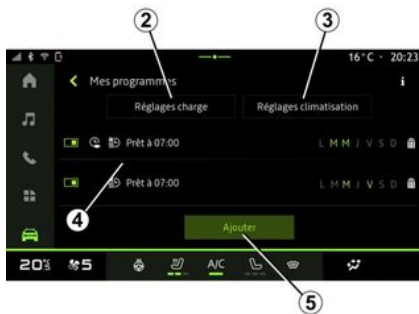 2 3
16°C · 20:23
Mes programmes i
Réglages charge Réglages climatisation
Prêt à 07:00 L M M J V S D
Prêt à 07:00 L M M J V S D
4
Ajouter
20 5 A/C
5